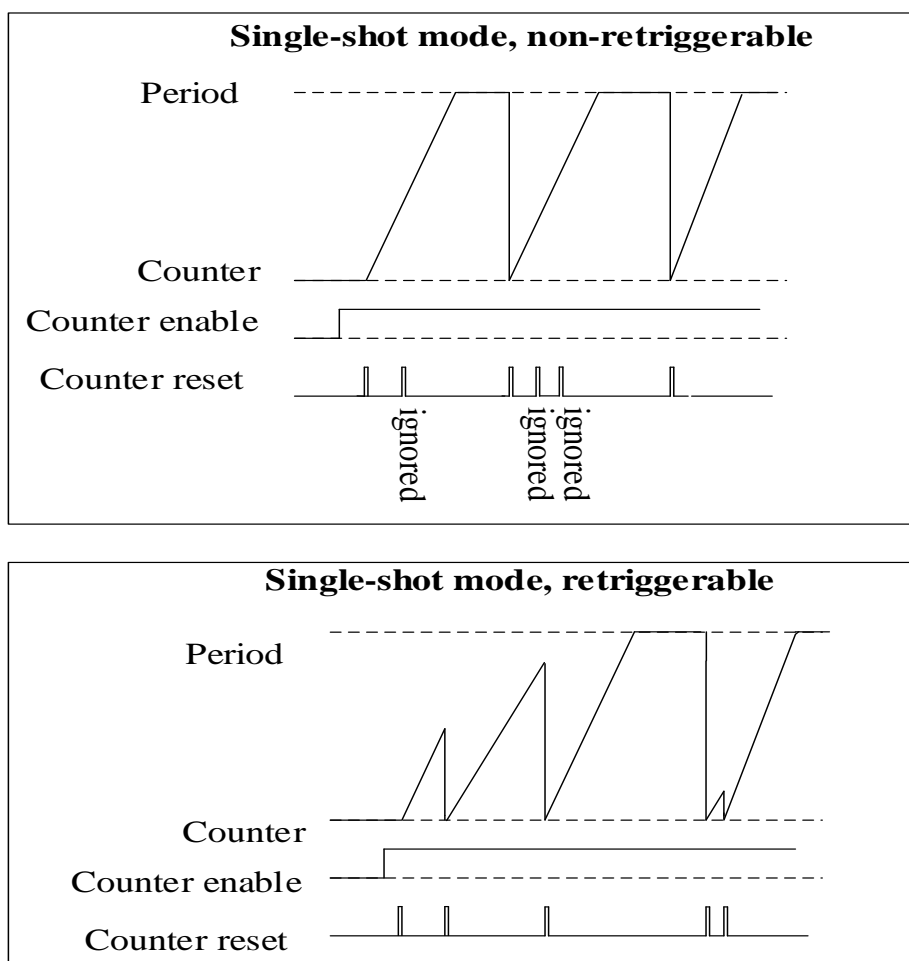 Single-shot mode, non-retriggerable
Period
Counter
Counter enable
Counter reset
ignored
ignored
ignored
Single-shot mode, retriggerable
Period
Counter
Counter enable
Counter reset